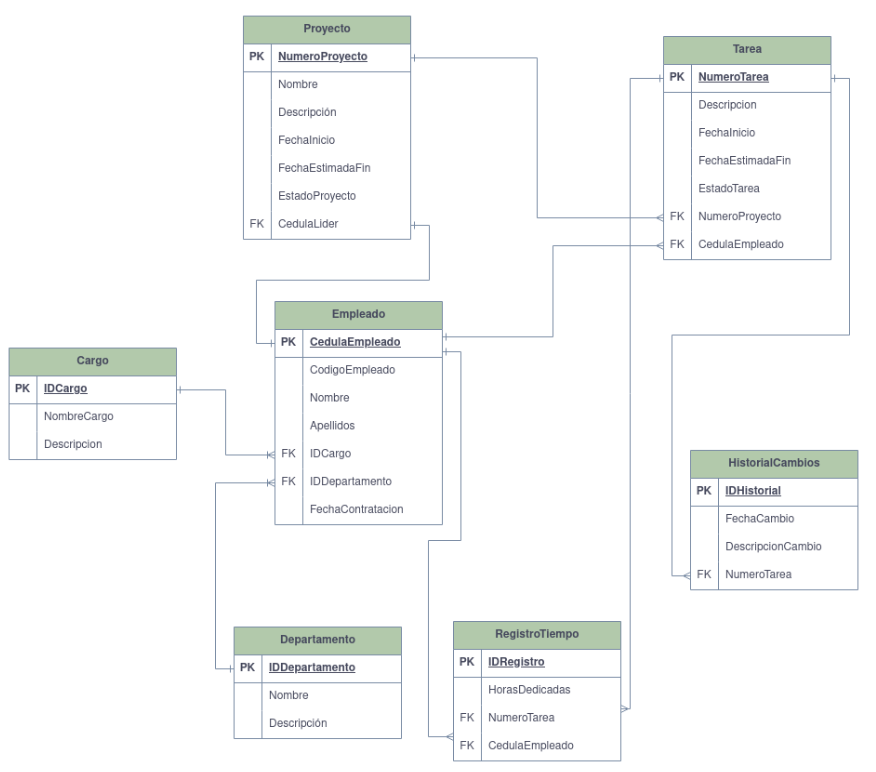 Proyecto
PK NumeroProyecto
Nombre
Descripción
FechaInicio
FechaEstimadaFin
EstadoProyecto
FK CedulaLider
Tarea
PK NumeroTarea
Descripcion
FechaInicio
FechaEstimadaFin
EstadoTarea
FK NumeroProyecto
FK CedulaEmpleado
Empleado
PK CedulaEmpleado
CodigoEmpleado
Nombre
Apellidos
FK IDCargo
FK IDDepartamento
FechaContratacion
Cargo
PK IDCargo
NombreCargo
Descripcion
HistorialCambios
PK IDHistorial
FechaCambio
DescripcionCambio
FK NumeroTarea
Departamento
PK IDDepartamento
Nombre
Descripción
RegistroTiempo
PK IDRegistro
HorasDedicadas
FK NumeroTarea
FK CedulaEmpleado